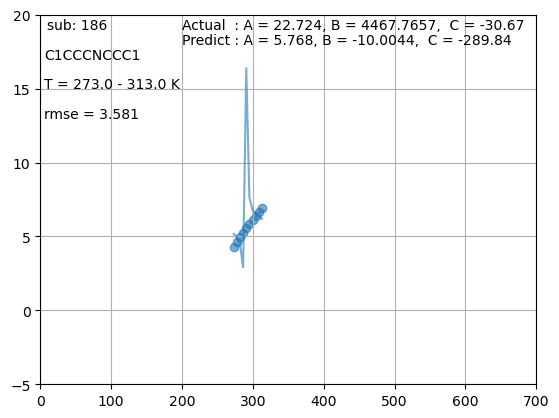 sub: 186
Actual : A = 22.724, B = 4467.7657, C = -30.67
Predict : A = 5.768, B = -10.0044, C = -289.84
C1CCCNCCC1
T = 273.0 - 313.0 K
rmse = 3.581
20
15
10
5
0
−5
0 100 200 300 400 500 600 700